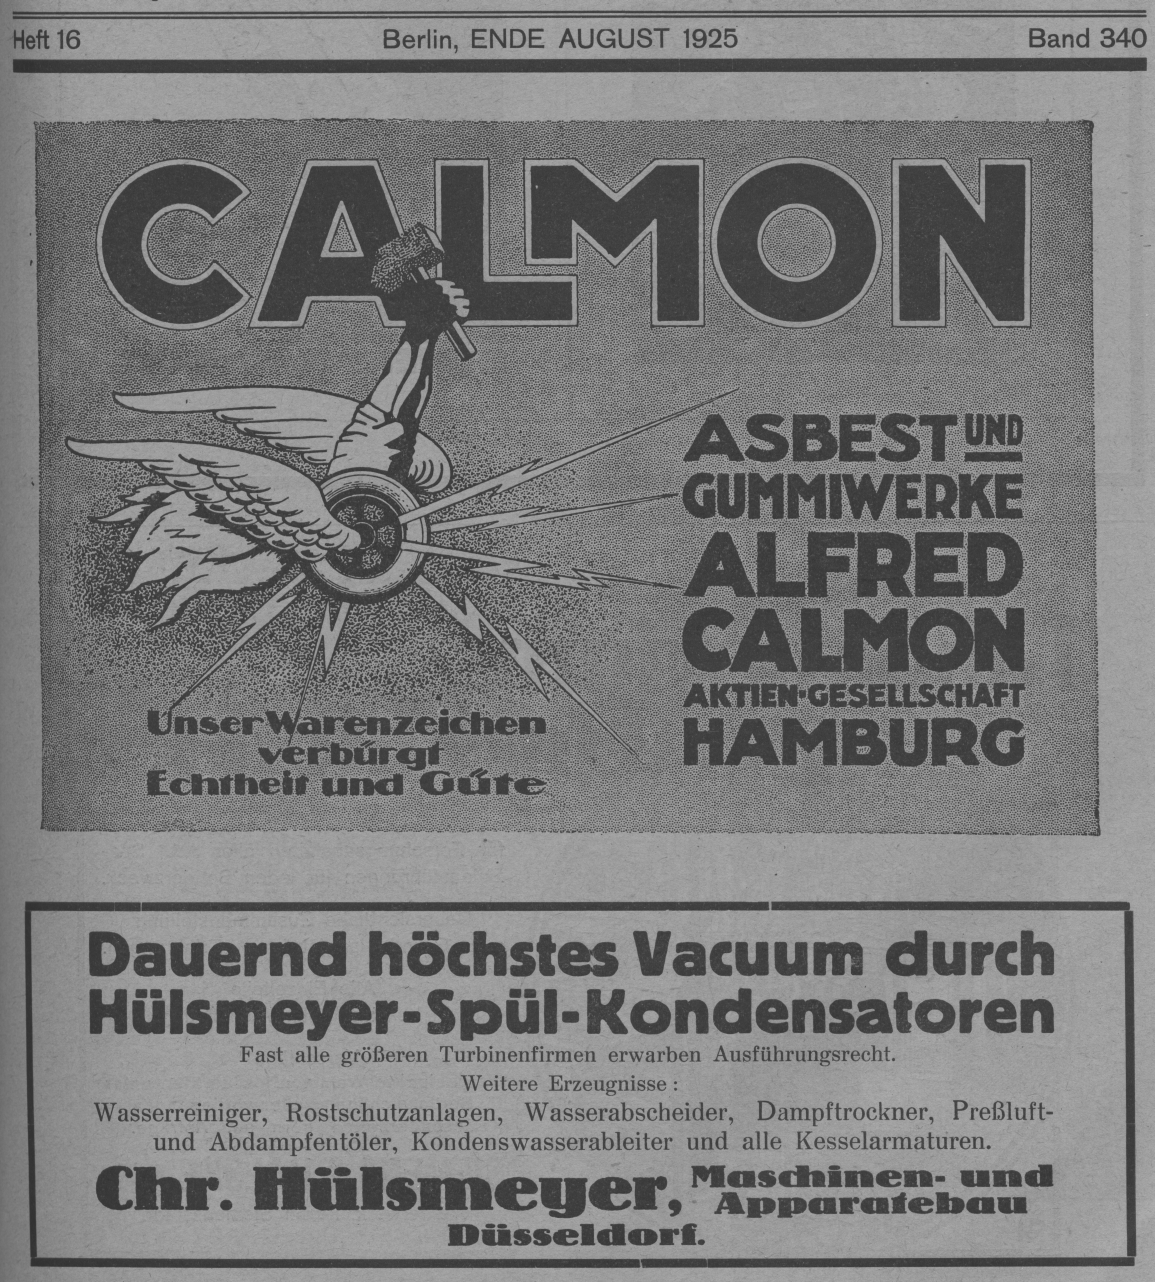 Heft 16 Berlin, ENDE AUGUST 1925 Band 340
CALMON
ASBEST UND
GUMMIWERKE
ALFRED
CALMON
AKTIEN-GESELLSCHAFT
HAMBURG
Unser Warenzeichen
verbürgt
Echtheit und Güte
Dauernd höchstes Vacuum durch
Hülsmeyer-Spül-Kondensatoren
Fast alle größeren Turbinenfirmen erwarben Ausführungsrecht.
Weitere Erzeugnisse:
Wasserreiniger, Rostschutzanlagen, Wasserabscheider, Dampftrockner, Preßluft-
und Abdampfentöler, Kondenswasserableiter und alle Kesselarmaturen.
Chr. Hülsmeyer, Maschinen- und
Apparatebau
Düsseldorf.